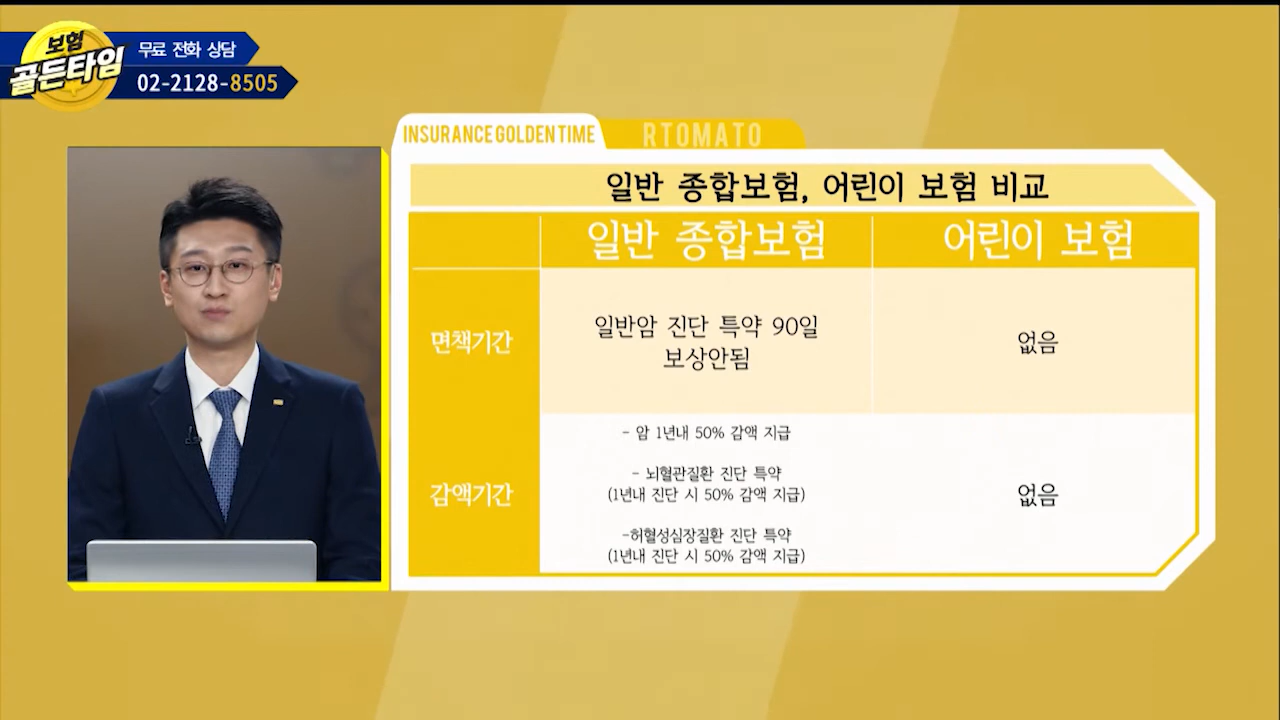 보험
골든타임
무료 전화 상담
02-2128-8505
INSURANCE GOLDEN TIME
RTOMATO
일반 종합보험, 어린이 보험 비교
일반 종합보험
어린이 보험
면책기간
일반암 진단 특약 90일
보상안됨
없음
감액기간
- 암 1년내 50% 감액 지급
- 뇌혈관질환 진단 특약
(1년내 진단 시 50% 감액 지급)
-허혈성심장질환 진단 특약
(1년내 진단 시 50% 감액 지급)
없음